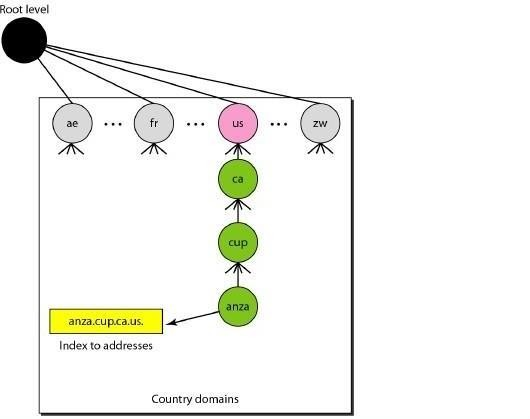 Root level
ae ... fr ... us ... zw
ca
cup
anza
anza.cup.ca.us.
Index to addresses
Country domains